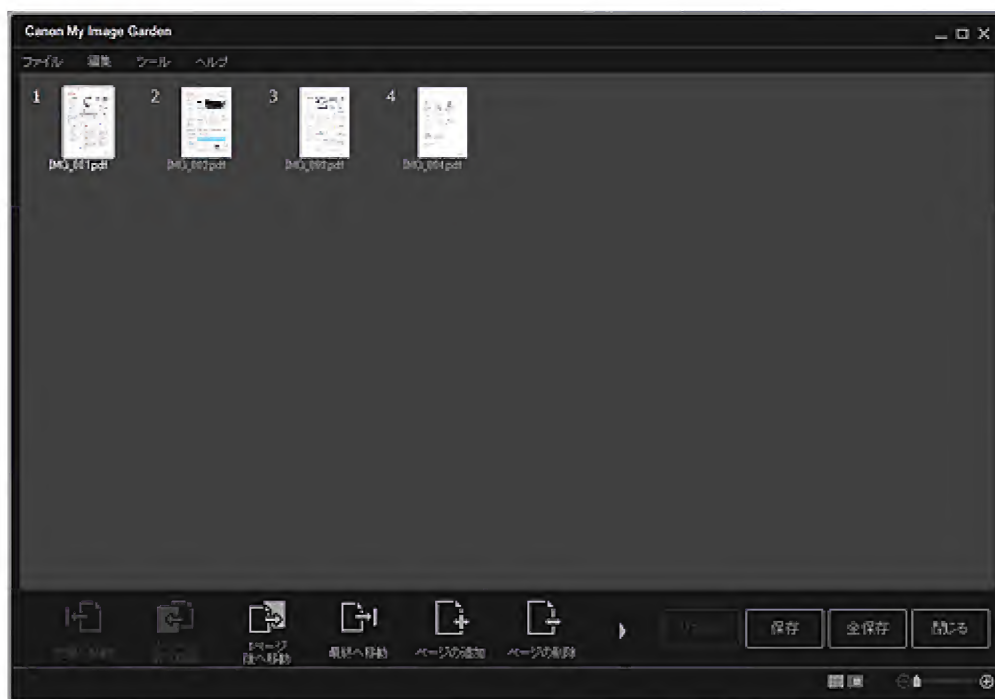 Canon My Image Garden
ファイル 編集 ツール ヘルプ
1 2 3 4
IMG_001.pdf IMG_002.pdf IMG_003.pdf IMG_004.pdf
1ページ
後へ移動 最終へ移動 ページの追加 ページの削除 保存 全保存 閉じる